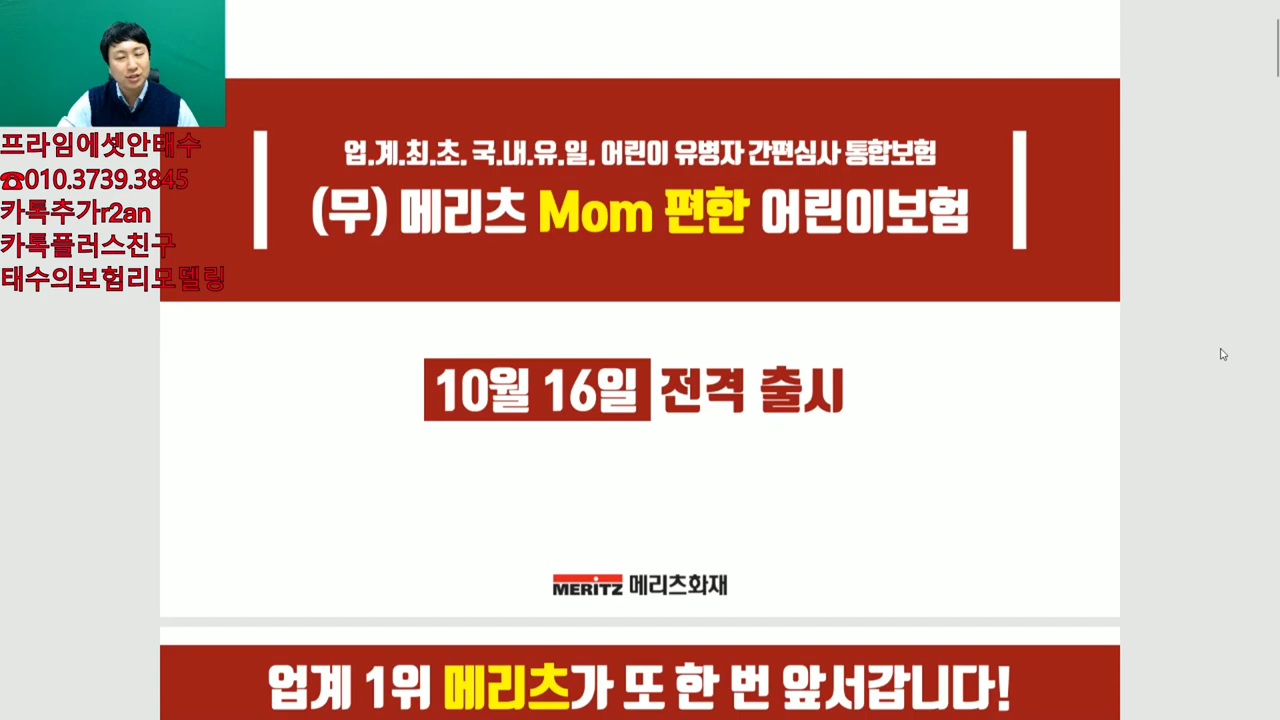 프라임에셋안태수
☎010.3739.3845
카톡추가r2an
카톡플러스친구
태수의보험리모델링
업.계.최.초. 국.내.유.일. 어린이 유병자 간편심사 통합보험
(무) 메리츠 Mom 편한 어린이보험
10월 16일 전격 출시
MERITZ 메리츠화재
업계 1위 메리츠가 또 한 번 앞서갑니다!